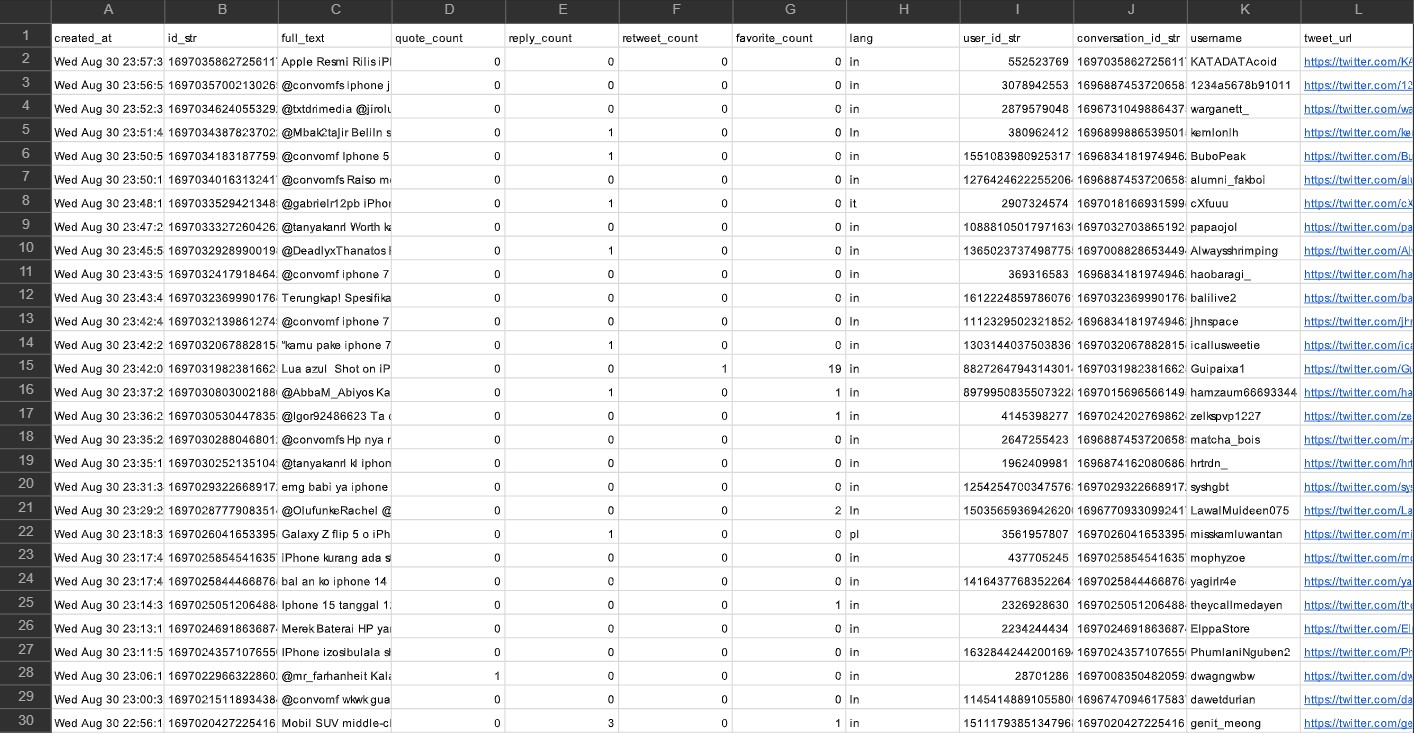 A B C D E F G H I J K L
1 created_at id_str full_text quote_count reply_count retweet_count favorite_count lang user_id_str conversation_id_str username tweet_url
2 Wed Aug 30 23:57:3 169703586272561 Apple Resmi Rilis iP 0 0 0 0 in 552523769 169703586272561 KATADATAcoid https://twitter.com/KA
3 Wed Aug 30 23:56:5 169703570021302 @convomfs Iphone j 0 0 0 0 in 3078942553 169688745372065 1234a5678b91011 https://twitter.com/12
4 Wed Aug 30 23:52:3 169703462405532 @txtdrimedia @jirolu 0 0 0 0 in 2879579048 169673104988643 warganett_ https://twitter.com/wa
5 Wed Aug 30 23:51:4 169703438782370 @Mbak2tajir Beliin s 0 1 0 0 in 380962412 169689988653950 kemlonlh https://twitter.com/ke
6 Wed Aug 30 23:50:5 169703418318775 @convomf Iphone 5 0 1 0 0 in 155108398092531 169683418197494 BuboPeak https://twitter.com/Bu
7 Wed Aug 30 23:50:1 169703401631324 @convomfs Raiso m 0 0 0 0 in 127642462225520 169688745372065 alumni_fakboi https://twitter.com/al
8 Wed Aug 30 23:48:1 169703352942134 @gabrielr12pb iPho 0 1 0 0 it 2907324574 169701816693159 cXfuuu https://twitter.com/cX
9 Wed Aug 30 23:47:2 169703332726042 @tanyakanrl Worth k 0 0 0 0 in 108881050179716 169703270386519 papaojol https://twitter.com/pa
10 Wed Aug 30 23:45:5 169703292899001 @DeadlyxThanatos 0 1 0 0 in 136502373749877 169700882865344 Alwaysshrimping https://twitter.com/Al
11 Wed Aug 30 23:43:5 169703241791846 @convomf iphone 7 0 0 0 0 in 369316583 169683418197494 haobaragi_ https://twitter.com/ha
12 Wed Aug 30 23:43:4 169703236999017 Terungkap! Spesifika 0 0 0 0 in 161222485978607 169703236999017 balilive2 https://twitter.com/ba
13 Wed Aug 30 23:42:4 169703213986127 @convomf iphone 7 0 0 0 0 in 111232950232185 169683418197494 jhnspace https://twitter.com/jh
14 Wed Aug 30 23:42:2 169703206788281 "kamu pake iphone 7 0 1 0 0 in 130314403750383 169703206788281 icallusweetie https://twitter.com/ic
15 Wed Aug 30 23:42:0 169703198238166 Lua azul Shot on iP 0 0 1 19 in 88272647943143 169703198238166 Guipaixa1 https://twitter.com/Gu
16 Wed Aug 30 23:37:2 169703080300218 @AbbaM_Abiyos Ka 0 1 0 1 in 89799508355073 169701569656614 hamzaum66693344 https://twitter.com/ha
17 Wed Aug 30 23:36:2 169703053044783 @Igor92486623 Ta 0 0 0 1 in 4145398277 169702420276986 zelkspvp1227 https://twitter.com/ze
18 Wed Aug 30 23:35:2 169703028804680 @convomfs Hp nya 0 0 0 0 in 2647255423 169688745372065 matcha_bois https://twitter.com/ma
19 Wed Aug 30 23:35:1 169703025213510 @tanyakanrl kl iphon 0 0 0 0 in 1962409981 169687416208068 hrtrdn_ https://twitter.com/hr
20 Wed Aug 30 23:31:3 169702932266891 emg babi ya iphone 0 0 0 0 in 125425470034757 169702932266891 syshgbt https://twitter.com/sy
21 Wed Aug 30 23:29:2 169702877790835 @OlufunkeRachel @ 0 0 0 2 in 15035659369426 169677093309924 LawalMuideen075 https://twitter.com/La
22 Wed Aug 30 23:18:3 169702604165339 Galaxy Z flip 5 o iPh 0 1 0 0 pl 3561957807 169702604165339 misskamluwantan https://twitter.com/mi
23 Wed Aug 30 23:17:4 169702585454163 iPhone kurang ada s 0 0 0 0 in 437705245 169702585454163 mophyzoe https://twitter.com/mo
24 Wed Aug 30 23:17:4 169702584446687 bal an ko iphone 14 0 0 0 0 in 141643776835226 169702584446687 yagirlr4e https://twitter.com/ya
25 Wed Aug 30 23:14:3 169702505120648 Iphone 15 tanggal 1 0 0 0 1 in 2326928630 169702505120648 theycallmedayen https://twitter.com/th
26 Wed Aug 30 23:13:1 169702469186368 Merek Baterai HP ya 0 0 0 0 in 2234244434 169702469186368 ElppaStore https://twitter.com/El
27 Wed Aug 30 23:11:5 169702435710765 IPhone izosibulala s 0 0 0 0 in 16328442442001 169702435710765 PhumlaniNguben2 https://twitter.com/Ph
28 Wed Aug 30 23:06:1 169702296632286 @mr_farhanheit Kala 1 0 0 0 in 28701286 169700835048205 dwagngwbw https://twitter.com/dw
29 Wed Aug 30 23:00:3 169702151189343 @convomf wkwk gua 0 0 0 0 in 11454148891055 169674709461758 dawetdurian https://twitter.com/da
30 Wed Aug 30 22:56:1 169702042722541 Mobil SUV middle-c 0 3 0 1 in 151117938513479 169702042722541 genit_meong https://twitter.com/ge